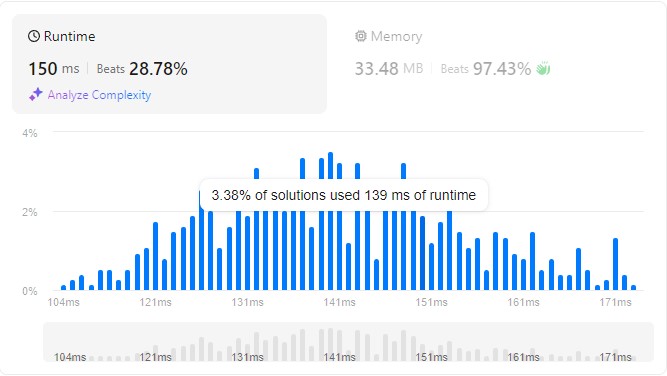 Runtime
150 ms | Beats 28.78%
Analyze Complexity
Memory
33.48 MB | Beats 97.43%
4%
3.38% of solutions used 139 ms of runtime
2%
0%
104ms 121ms 131ms 141ms 151ms 161ms 171ms
104ms 121ms 131ms 141ms 151ms 161ms 171ms